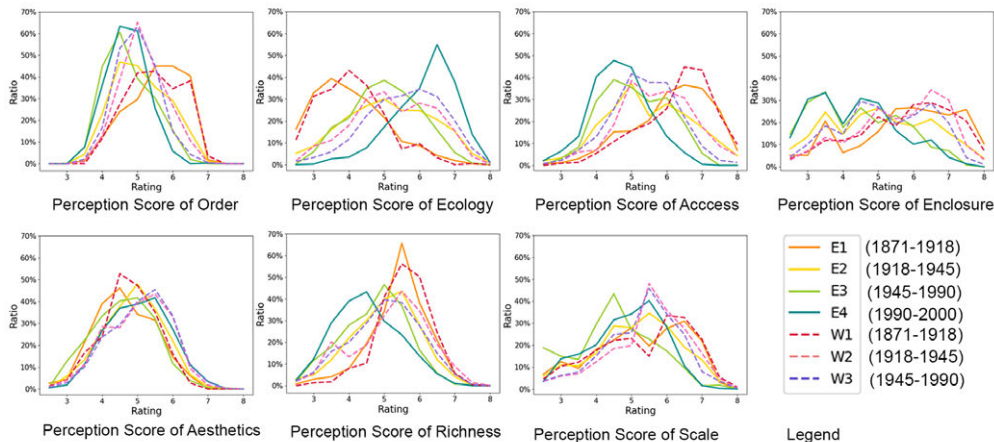 70%
60%
50%
40%
30%
20%
10%
0%
Ratio
3 4 5 6 7 8
Rating
Perception Score of Order
70%
60%
50%
40%
30%
20%
10%
0%
Ratio
3 4 5 6 7 8
Rating
Perception Score of Ecology
70%
60%
50%
40%
30%
20%
10%
0%
Ratio
3 4 5 6 7 8
Rating
Perception Score of Acccess
70%
60%
50%
40%
30%
20%
10%
0%
Ratio
3 4 5 6 7 8
Rating
Perception Score of Enclosure
70%
60%
50%
40%
30%
20%
10%
0%
Ratio
3 4 5 6 7 8
Rating
Perception Score of Aesthetics
70%
60%
50%
40%
30%
20%
10%
0%
Ratio
3 4 5 6 7 8
Rating
Perception Score of Richness
70%
60%
50%
40%
30%
20%
10%
0%
Ratio
3 4 5 6 7 8
Rating
Perception Score of Scale
E1 (1871-1918)
E2 (1918-1945)
E3 (1945-1990)
E4 (1990-2000)
W1 (1871-1918)
W2 (1918-1945)
W3 (1945-1990)
Legend